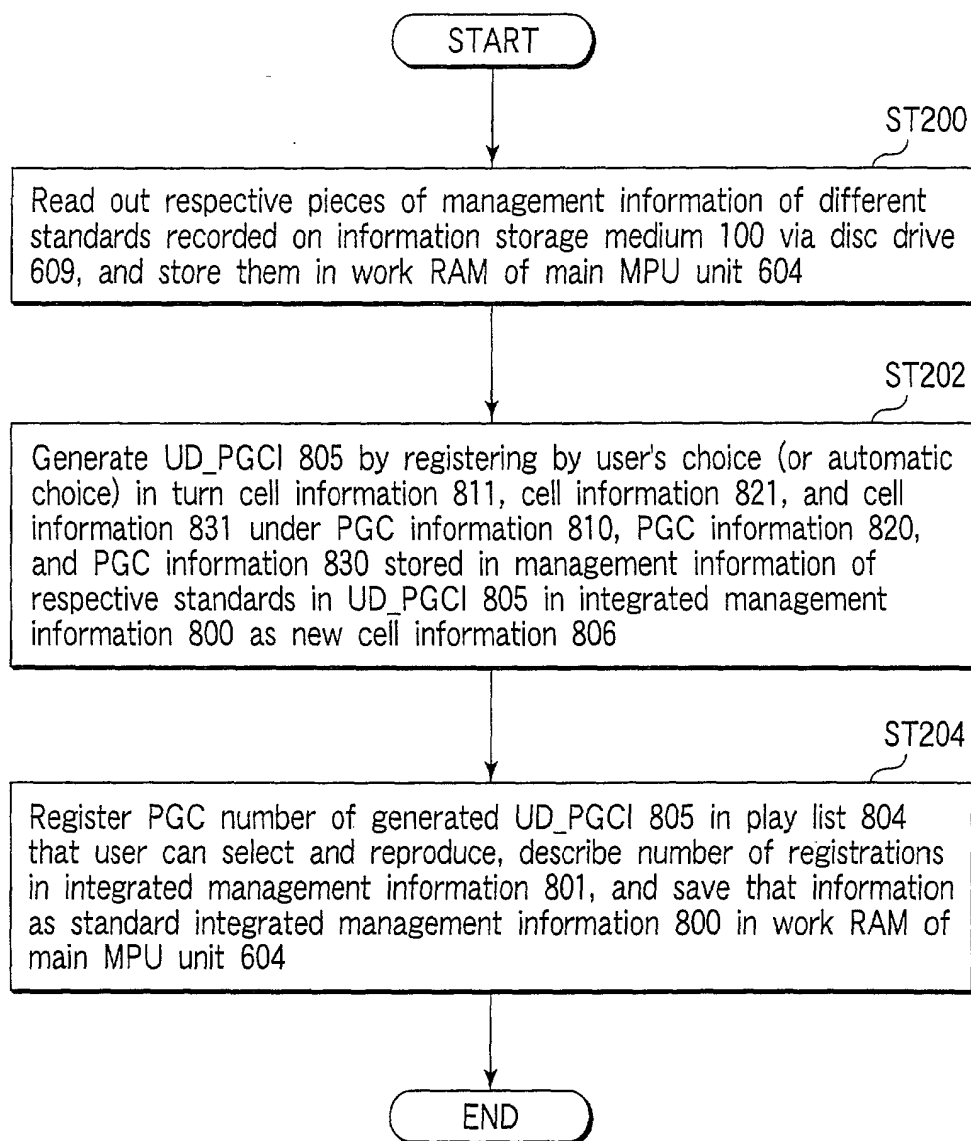 START
ST200
Read out respective pieces of management information of different
standards recorded on information storage medium 100 via disc drive
609, and store them in work RAM of main MPU unit 604
ST202
Generate UD_PGCI 805 by registering by user's choice (or automatic
choice) in turn cell information 811, cell information 821, and cell
information 831 under PGC information 810, PGC information 820,
and PGC information 830 stored in management information of
respective standards in UD_PGCI 805 in integrated management
information 800 as new cell information 806
ST204
Register PGC number of generated UD_PGCI 805 in play list 804
that user can select and reproduce, describe number of registrations
in integrated management information 801, and save that information
as standard integrated management information 800 in work RAM of
main MPU unit 604
END